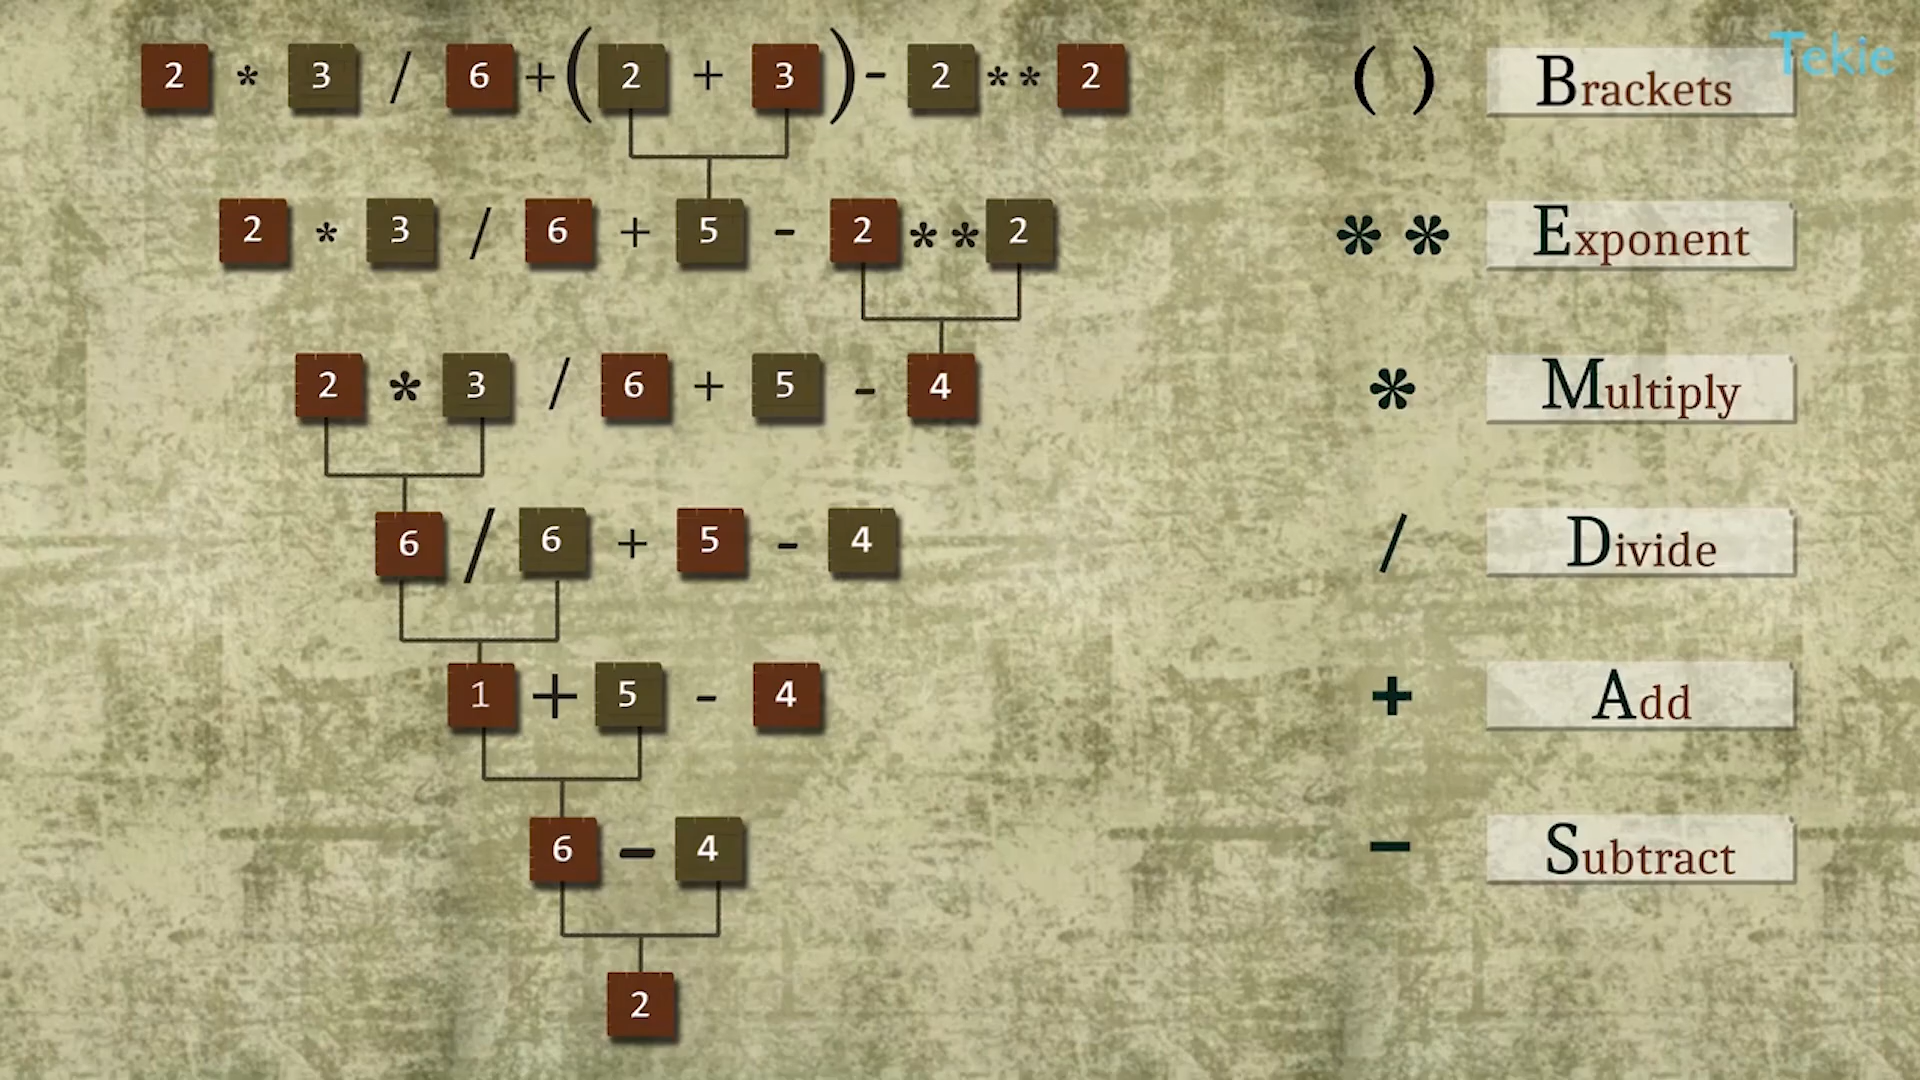 Tekie
2 * 3 / 6 + ( 2 + 3 ) - 2 ** 2
( ) Brackets
2 * 3 / 6 + 5 - 2 ** 2
** Exponent
2 * 3 / 6 + 5 - 4
* Multiply
6 / 6 + 5 - 4
/ Divide
1 + 5 - 4
+ Add
6 - 4
- Subtract
2